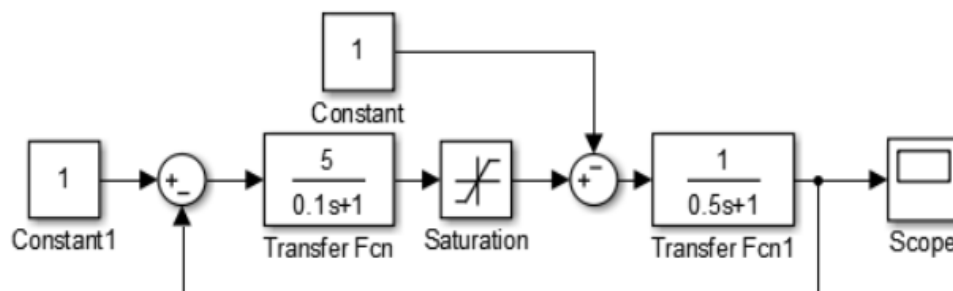 1
Constant
1
Constant1
+
−
5
0.1s+1
Transfer Fcn
Saturation
−
+
1
0.5s+1
Transfer Fcn1
Scope